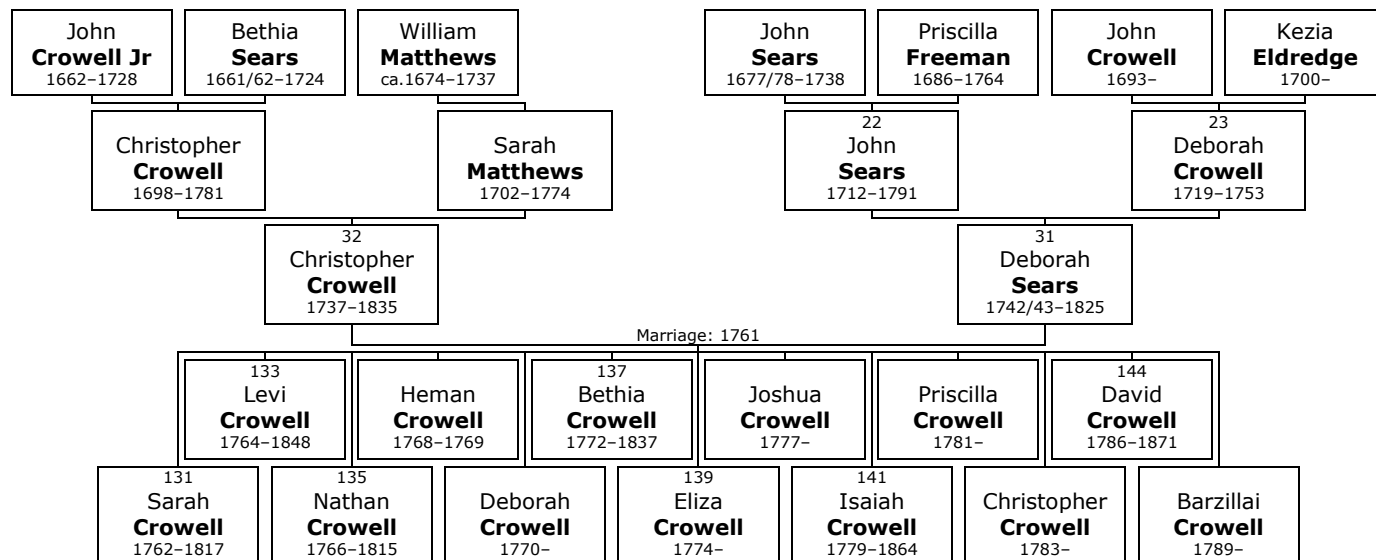 John
Crowell Jr
1662–1728
Bethia
Sears
1661/62–1724
William
Matthews
ca.1674–1737
John
Sears
1677/78–1738
Priscilla
Freeman
1686–1764
John
Crowell
1693–
Kezia
Eldredge
1700–
Christopher
Crowell
1698–1781
Sarah
Matthews
1702–1774
22
John
Sears
1712–1791
23
Deborah
Crowell
1719–1753
32
Christopher
Crowell
1737–1835
31
Deborah
Sears
1742/43–1825
Marriage: 1761
133
Levi
Crowell
1764–1848
Heman
Crowell
1768–1769
137
Bethia
Crowell
1772–1837
Joshua
Crowell
1777–
Priscilla
Crowell
1781–
144
David
Crowell
1786–1871
131
Sarah
Crowell
1762–1817
135
Nathan
Crowell
1766–1815
Deborah
Crowell
1770–
139
Eliza
Crowell
1774–
141
Isaiah
Crowell
1779–1864
Christopher
Crowell
1783–
Barzillai
Crowell
1789–